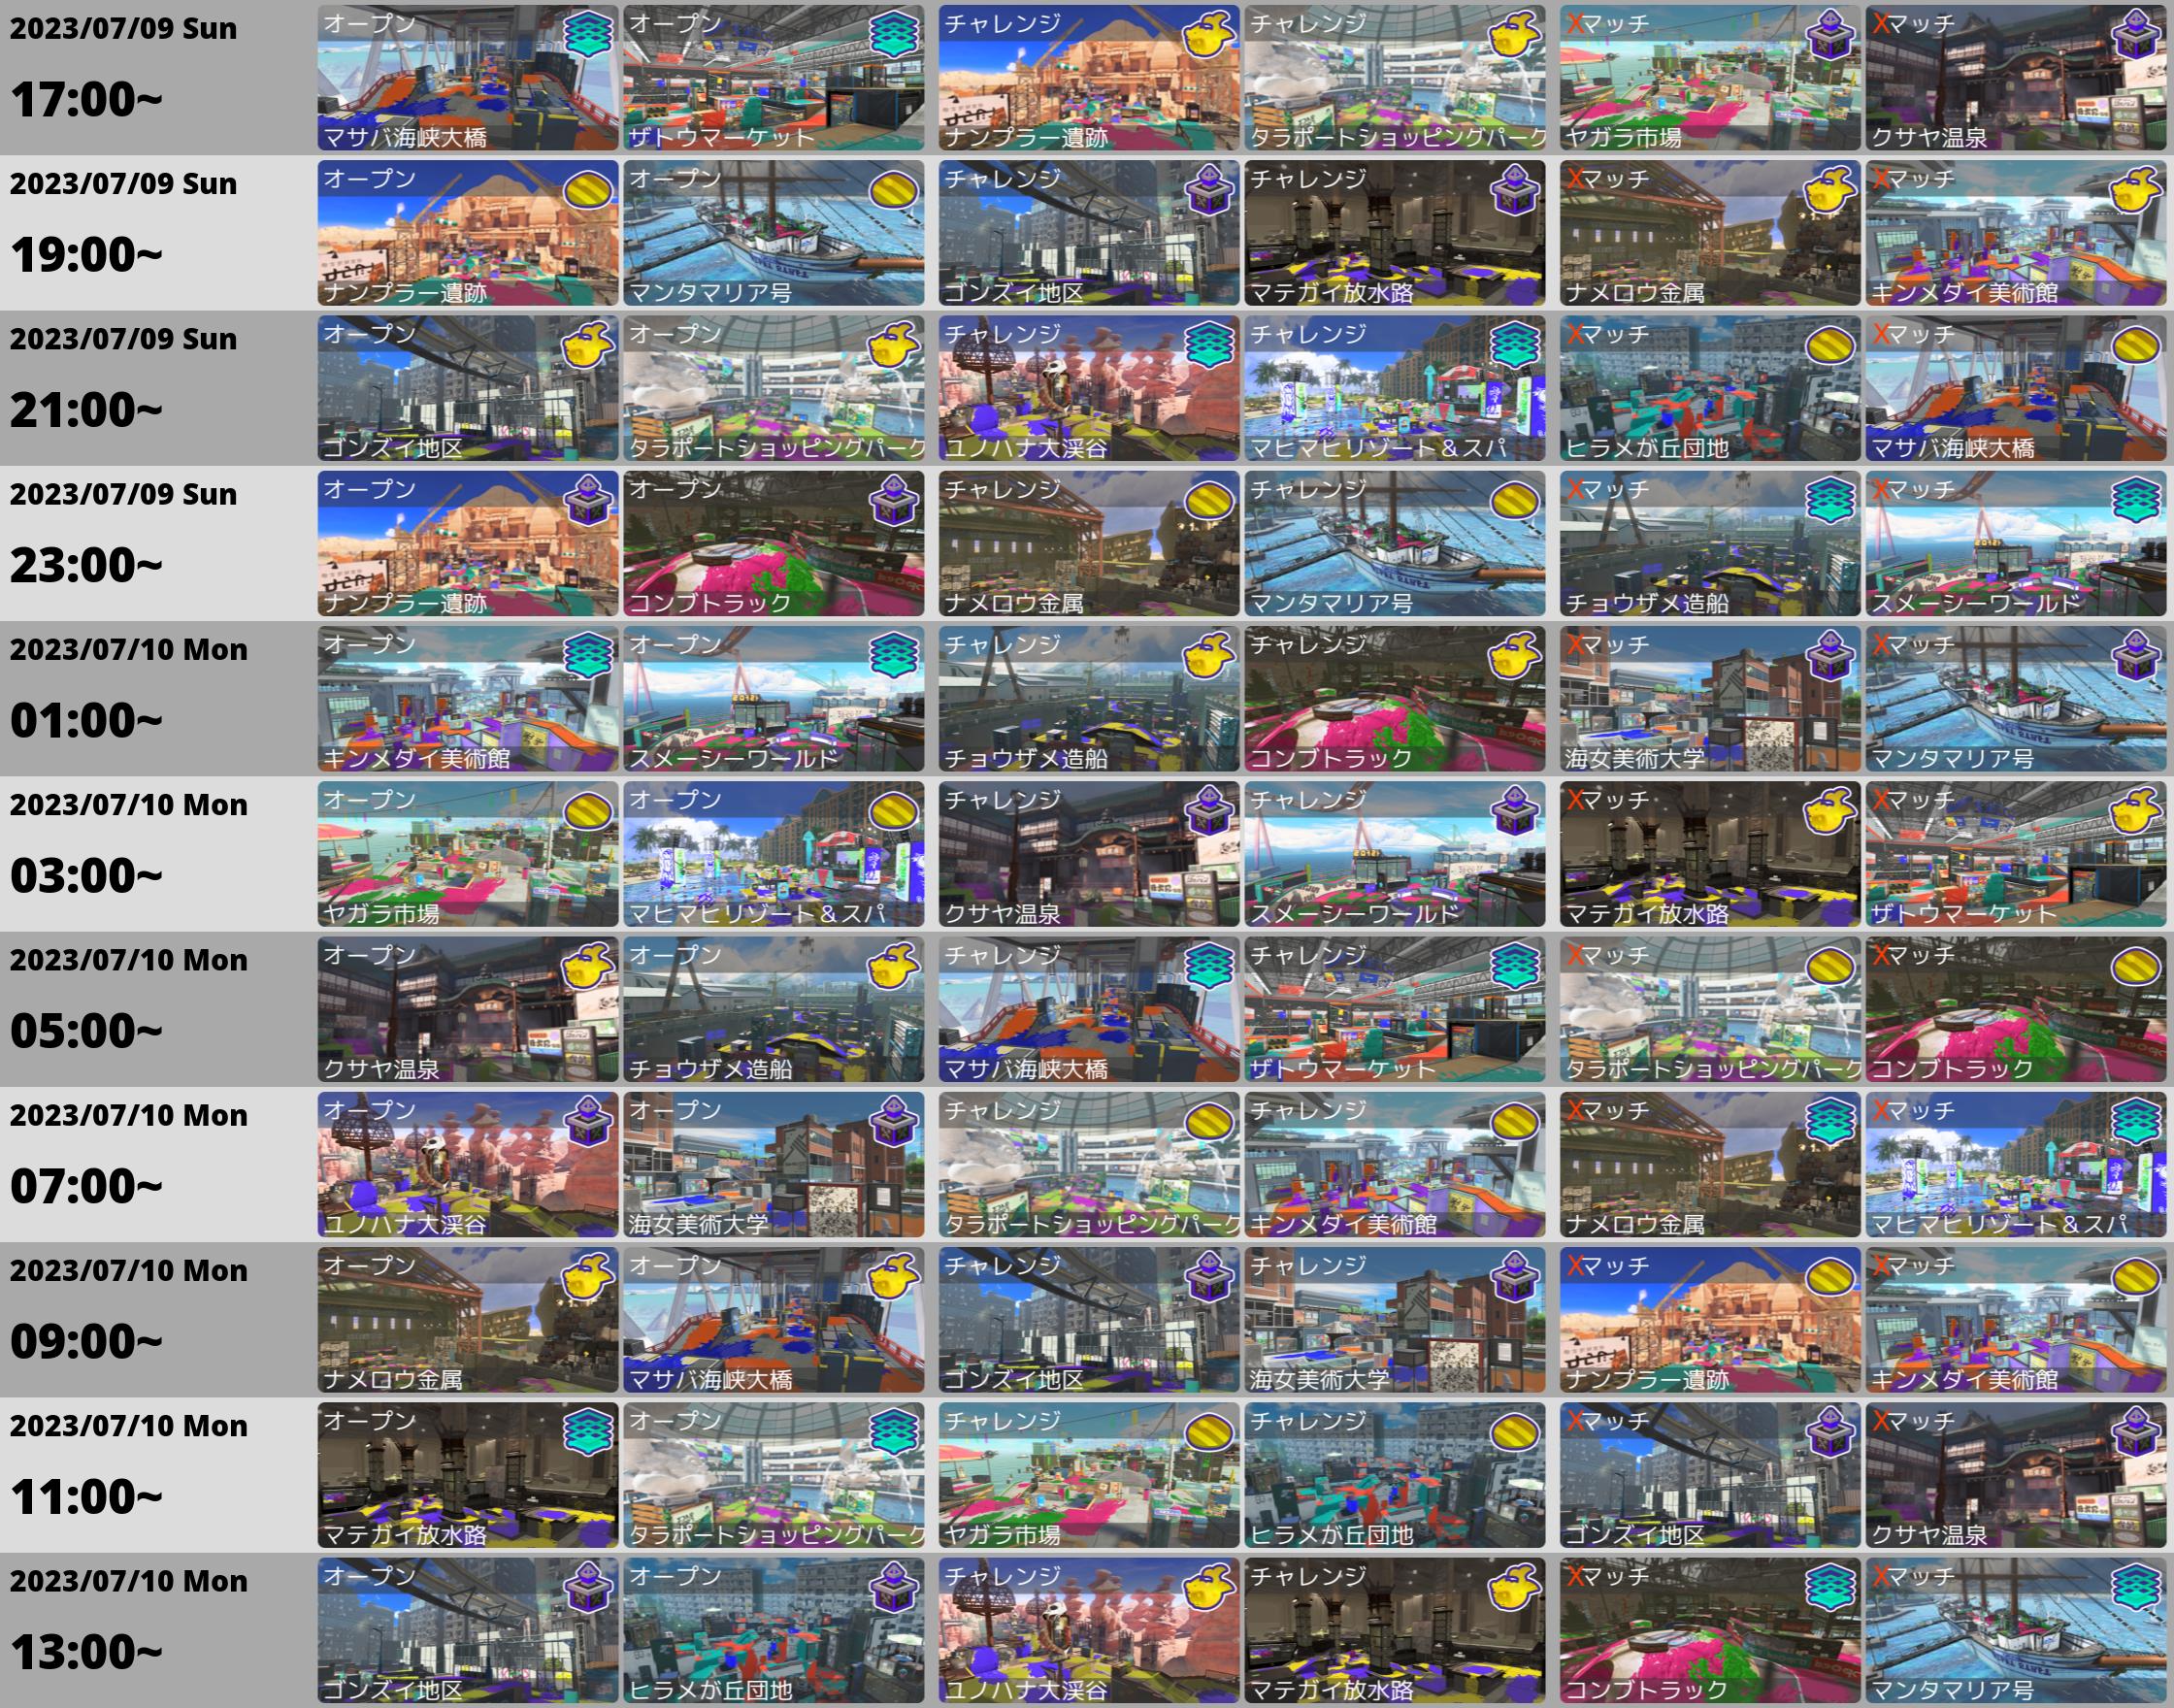 2023/07/09 Sun
17:00~
オープン オープン チャレンジ チャレンジ Xマッチ Xマッチ
マサバ海峡大橋 ザトウマーケット ナンプラー遺跡 タラポートショッピングパーク ヤガラ市場 クサヤ温泉
2023/07/09 Sun
19:00~
オープン オープン チャレンジ チャレンジ Xマッチ Xマッチ
ナンプラー遺跡 マンタマリア号 ゴンズイ地区 マテガイ放水路 ナメロウ金属 キンメダイ美術館
2023/07/09 Sun
21:00~
オープン オープン チャレンジ チャレンジ Xマッチ Xマッチ
ゴンズイ地区 タラポートショッピングパーク ユノハナ大渓谷 マヒマヒリゾート&スパ ヒラメが丘団地 マサバ海峡大橋
2023/07/09 Sun
23:00~
オープン オープン チャレンジ チャレンジ Xマッチ Xマッチ
ナンプラー遺跡 コンブトラック ナメロウ金属 マンタマリア号 チョウザメ造船 スメーシーワールド
2023/07/10 Mon
01:00~
オープン オープン チャレンジ チャレンジ Xマッチ Xマッチ
キンメダイ美術館 スメーシーワールド チョウザメ造船 コンブトラック 海女美術大学 マンタマリア号
2023/07/10 Mon
03:00~
オープン オープン チャレンジ チャレンジ Xマッチ Xマッチ
ヤガラ市場 マヒマヒリゾート&スパ クサヤ温泉 スメーシーワールド マテガイ放水路 ザトウマーケット
2023/07/10 Mon
05:00~
オープン オープン チャレンジ チャレンジ Xマッチ Xマッチ
クサヤ温泉 チョウザメ造船 マサバ海峡大橋 ザトウマーケット タラポートショッピングパーク コンブトラック
2023/07/10 Mon
07:00~
オープン オープン チャレンジ チャレンジ Xマッチ Xマッチ
ユノハナ大渓谷 海女美術大学 タラポートショッピングパーク キンメダイ美術館 ナメロウ金属 マヒマヒリゾート&スパ
2023/07/10 Mon
09:00~
オープン オープン チャレンジ チャレンジ Xマッチ Xマッチ
ナメロウ金属 マサバ海峡大橋 ゴンズイ地区 海女美術大学 ナンプラー遺跡 キンメダイ美術館
2023/07/10 Mon
11:00~
オープン オープン チャレンジ チャレンジ Xマッチ Xマッチ
マテガイ放水路 タラポートショッピングパーク ヤガラ市場 ヒラメが丘団地 ゴンズイ地区 クサヤ温泉
2023/07/10 Mon
13:00~
オープン オープン チャレンジ チャレンジ Xマッチ Xマッチ
ゴンズイ地区 ヒラメが丘団地 ユノハナ大渓谷 マテガイ放水路 コンブトラック マンタマリア号